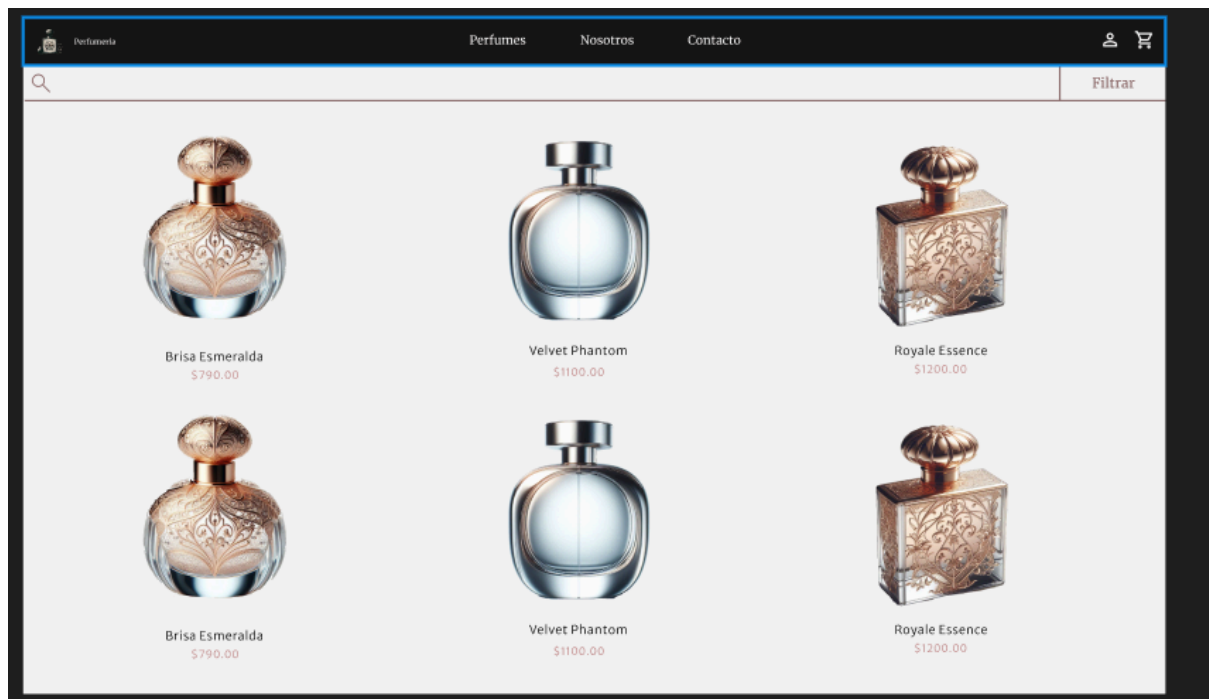 Perfumeria Perfumes Nosotros Contacto
Filtrar
Brisa Esmeralda Velvet Phantom Royale Essence
$790.00 $1100.00 $1200.00
Brisa Esmeralda Velvet Phantom Royale Essence
$790.00 $1100.00 $1200.00